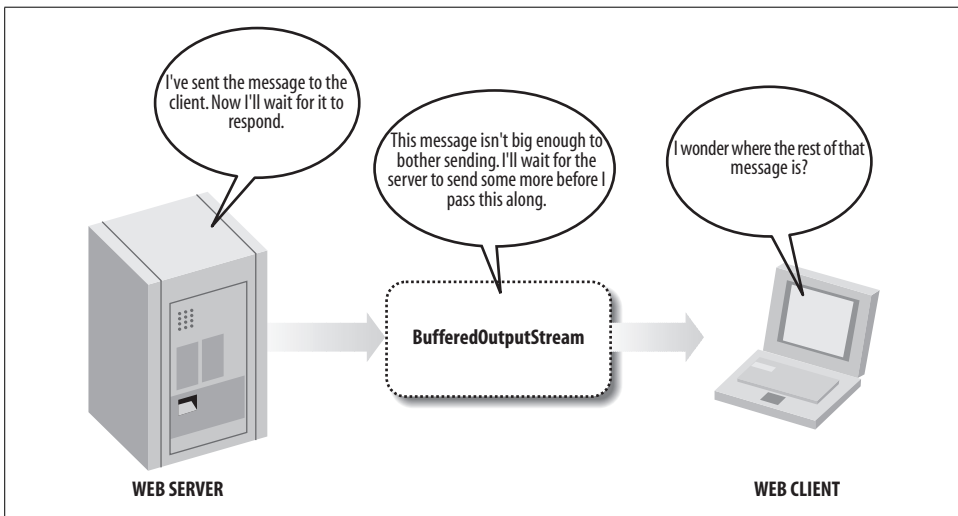 I've sent the message to the
client. Now I'll wait for it to
respond.
This message isn't big enough to
bother sending. I'll wait for the
server to send some more before I
pass this along.
I wonder where the rest of that
message is?
BufferedOutputStream
WEB SERVER
WEB CLIENT